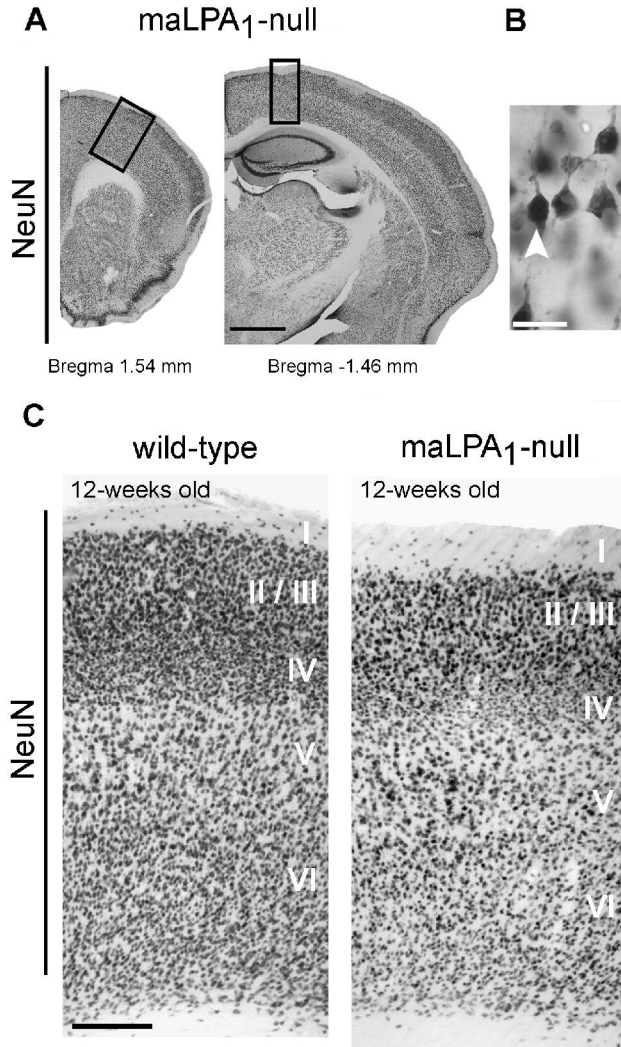 A
maLPA1-null
B
NeuN
Bregma 1.54 mm
Bregma -1.46 mm
C
wild-type
maLPA1-null
12-weeks old
12-weeks old
NeuN
I
II / III
IV
V
VI
I
II / III
IV
V
VI